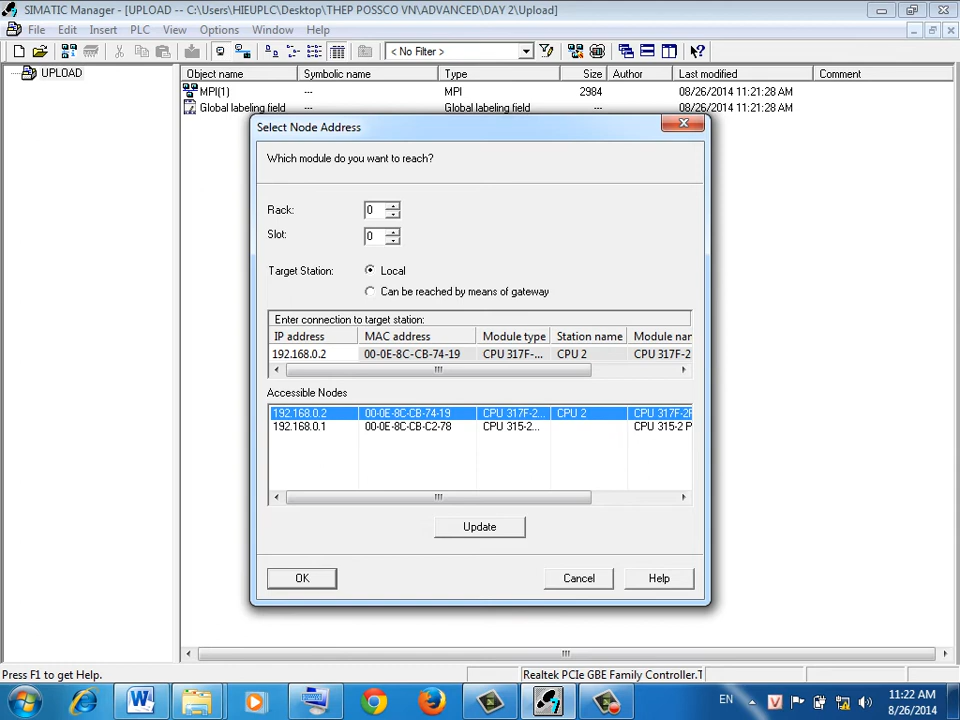 SIMATIC Manager - [UPLOAD -- C:\Users\HIEUPLC\Desktop\THEP POSSCO VN\ADVANCED\DAY 2\Upload]
File Edit Insert PLC View Options Window Help
< No Filter >
UPLOAD
Object name Symbolic name Type Size Author Last modified Comment
MPI(1) --- MPI 2984 08/26/2014 11:21:28 AM
Global labeling field --- Global labeling field --- 08/26/2014 11:21:28 AM
Select Node Address
Which module do you want to reach?
Rack: 0
Slot: 0
Target Station: Local
Can be reached by means of gateway
Enter connection to target station:
IP address MAC address Module type Station name Module nar
192.168.0.2 00-0E-8C-CB-74-19 CPU 317F-... CPU 2 CPU 317F-2
Accessible Nodes
192.168.0.2 00-0E-8C-CB-74-19 CPU 317F-2... CPU 2 CPU 317F-2F
192.168.0.1 00-0E-8C-CB-C2-78 CPU 315-2... CPU 315-2 P
Update
OK Cancel Help
Press F1 to get Help.
Realtek PCIe GBE Family Controller.T
EN
11:22 AM
8/26/2014